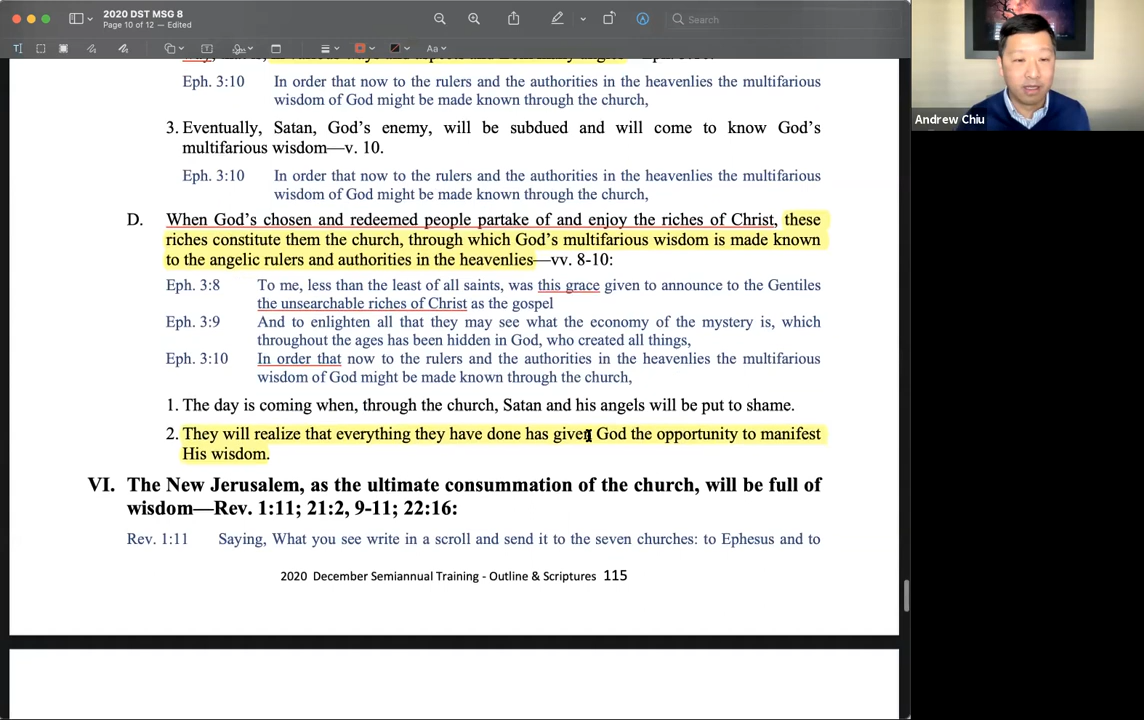 2020 DST MSG 8
Page 10 of 12 – Edited
Search
Aa
Eph. 3:10 In order that now to the rulers and the authorities in the heavenlies the multifarious
wisdom of God might be made known through the church,
3. Eventually, Satan, God's enemy, will be subdued and will come to know God's
multifarious wisdom—v. 10.
Eph. 3:10 In order that now to the rulers and the authorities in the heavenlies the multifarious
wisdom of God might be made known through the church,
D. When God's chosen and redeemed people partake of and enjoy the riches of Christ, these
riches constitute them the church, through which God's multifarious wisdom is made known
to the angelic rulers and authorities in the heavenlies—vv. 8-10:
Eph. 3:8 To me, less than the least of all saints, was this grace given to announce to the Gentiles
the unsearchable riches of Christ as the gospel
Eph. 3:9 And to enlighten all that they may see what the economy of the mystery is, which
throughout the ages has been hidden in God, who created all things,
Eph. 3:10 In order that now to the rulers and the authorities in the heavenlies the multifarious
wisdom of God might be made known through the church,
1. The day is coming when, through the church, Satan and his angels will be put to shame.
2. They will realize that everything they have done has given God the opportunity to manifest
His wisdom.
VI. The New Jerusalem, as the ultimate consummation of the church, will be full of
wisdom—Rev. 1:11; 21:2, 9-11; 22:16:
Rev. 1:11 Saying, What you see write in a scroll and send it to the seven churches: to Ephesus and to
2020 December Semiannual Training - Outline & Scriptures 115
Andrew Chiu